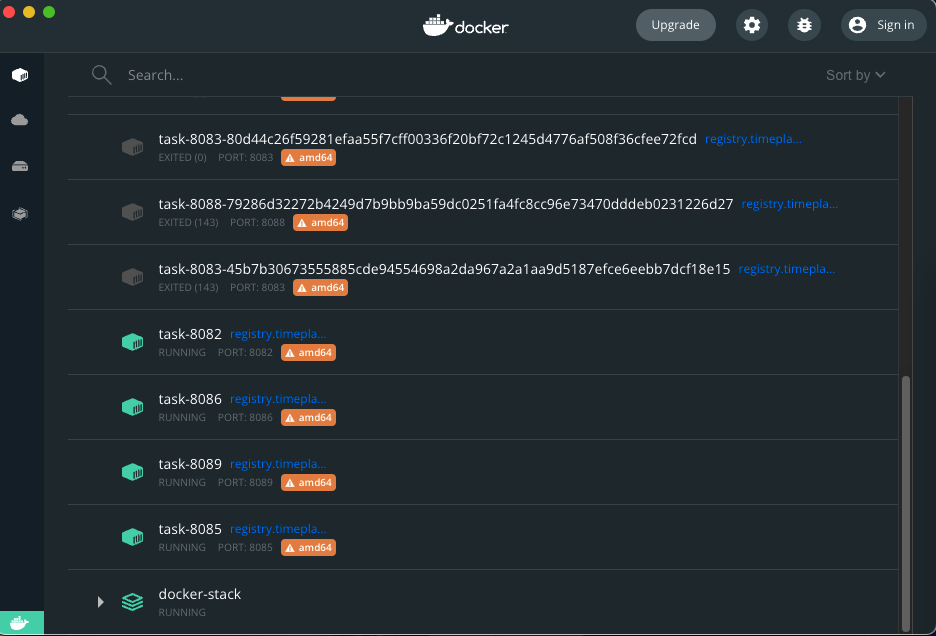 docker
Upgrade
Sign in
Search...
Sort by
task-8083-80d44c26f59281efaa55f7cff00336f20bf72c1245d4776af508f36cfee72fcd registry.timepla...
EXITED (0) PORT: 8083 amd64
task-8088-79286d32272b4249d7b9bb9ba59dc0251fa4fc8cc96e73470dddeb0231226d27 registry.timepla...
EXITED (143) PORT: 8088 amd64
task-8083-45b7b30673555885cde94554698a2da967a2a1aa9d5187efce6eebb7dcf18e15 registry.timepla...
EXITED (143) PORT: 8083 amd64
task-8082 registry.timepla...
RUNNING PORT: 8082 amd64
task-8086 registry.timepla...
RUNNING PORT: 8086 amd64
task-8089 registry.timepla...
RUNNING PORT: 8089 amd64
task-8085 registry.timepla...
RUNNING PORT: 8085 amd64
docker-stack
RUNNING